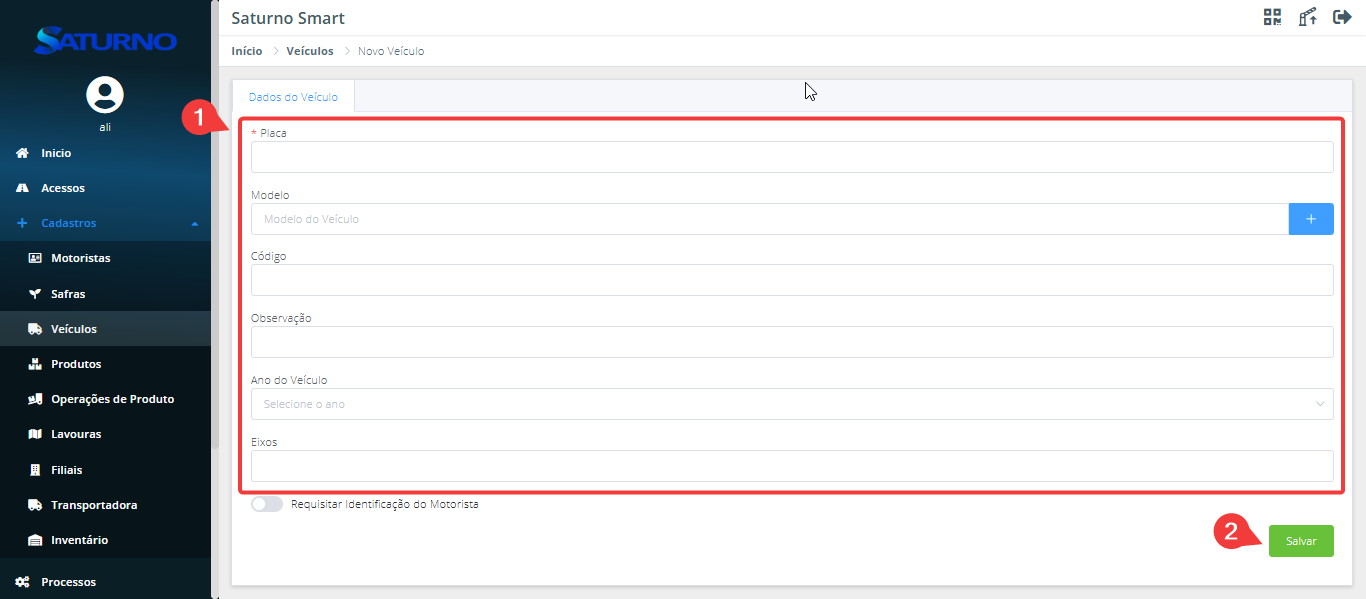 SATURNO
ali
Inicio
Acessos
Cadastros
Motoristas
Safras
Veículos
Produtos
Operações de Produto
Lavouras
Filiais
Transportadora
Inventário
Processos
Saturno Smart
Início > Veículos > Novo Veículo
Dados do Veículo
1
* Placa
Modelo
Modelo do Veículo
+
Código
Observação
Ano do Veículo
Selecione o ano
Eixos
Requisitar Identificação do Motorista
2
Salvar